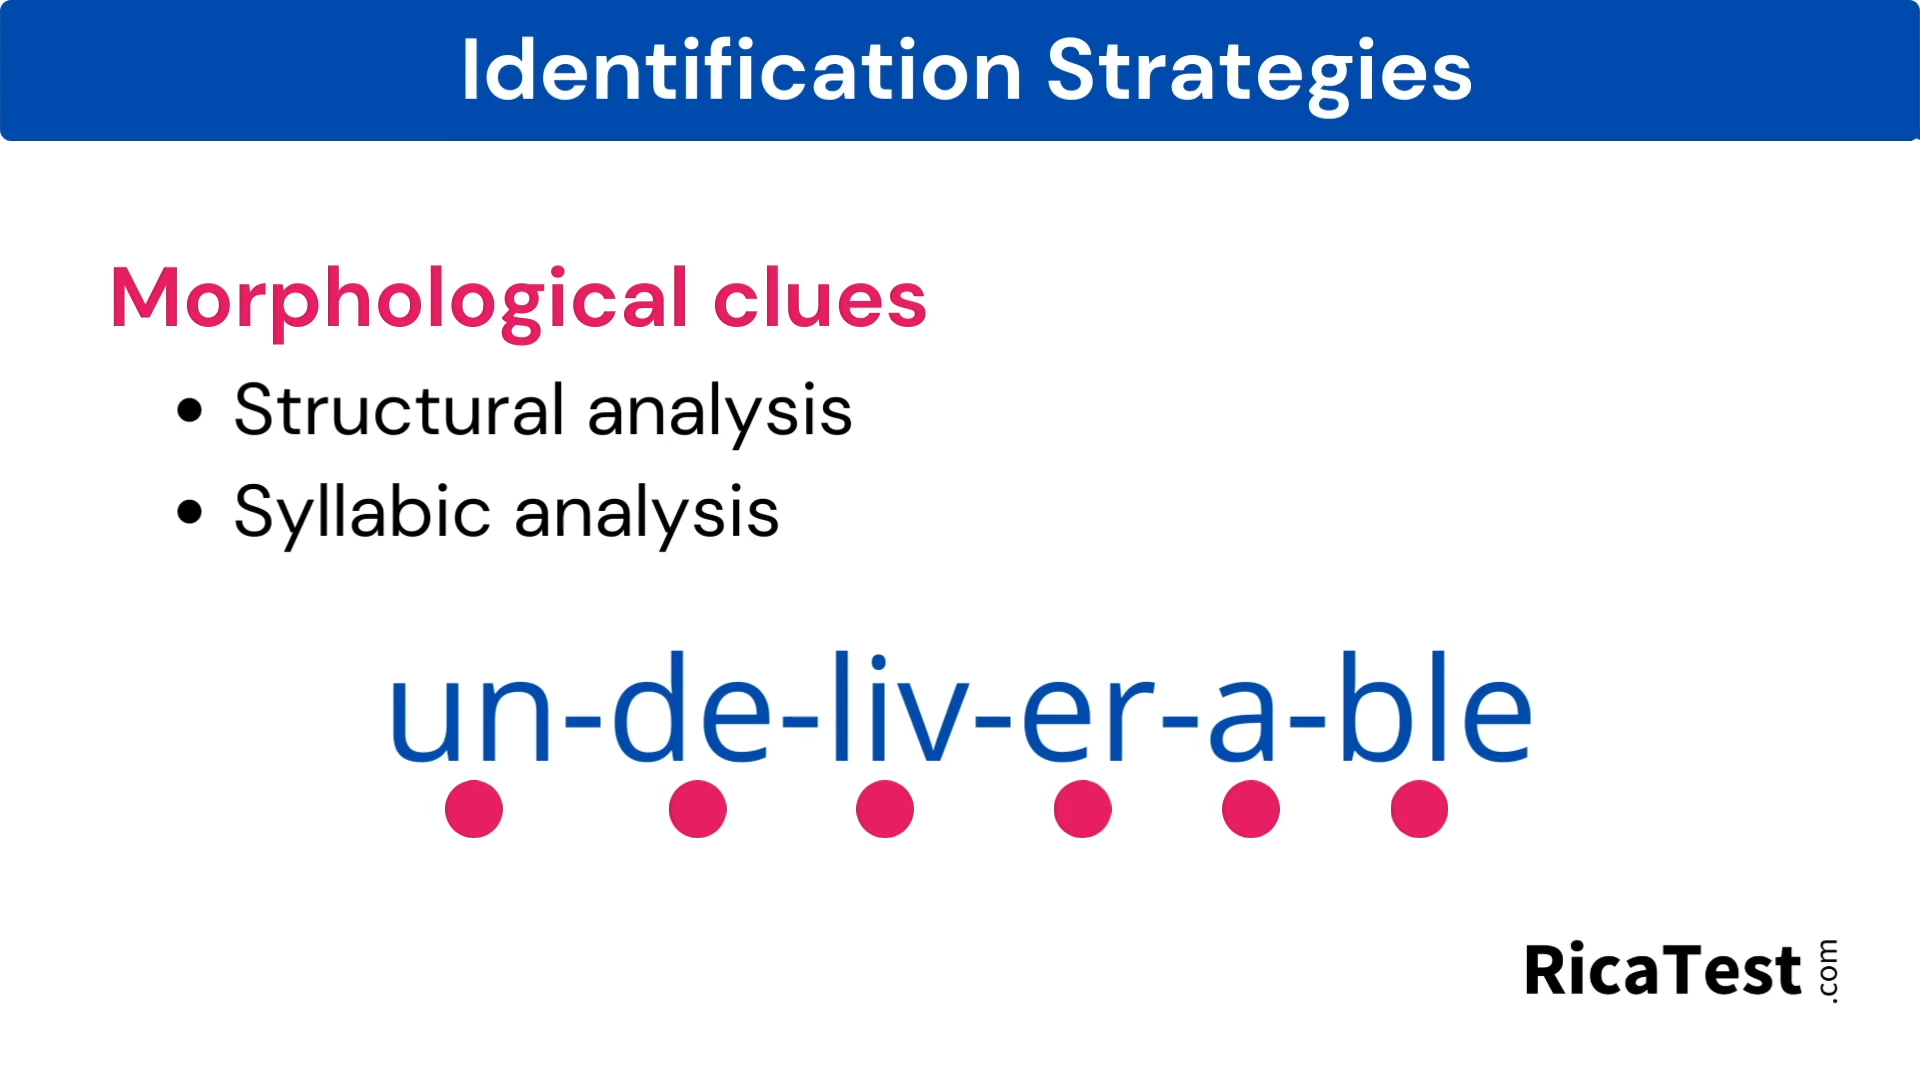 Identification Strategies
Morphological clues
• Structural analysis
• Syllabic analysis
un-de-liv-er-a-ble
RicaTest.com